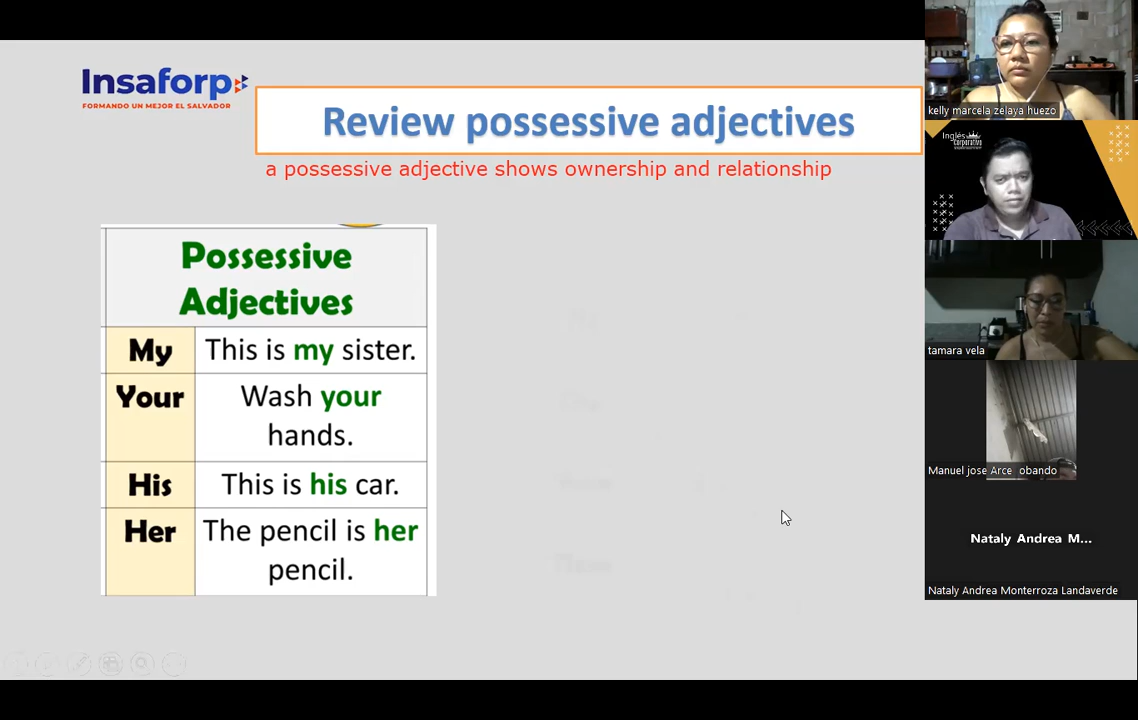 Insaforp
FORMANDO UN MEJOR EL SALVADOR
Review possessive adjectives
a possessive adjective shows ownership and relationship
Possessive
Adjectives
My
This is my sister.
Your
Wash your
hands.
His
This is his car.
Her
The pencil is her
pencil.
kelly marcela zelaya huezo
Inglés
corporativo
tamara vela
Manuel jose Arce obando
Nataly Andrea M...
Nataly Andrea Monterroza Landaverde